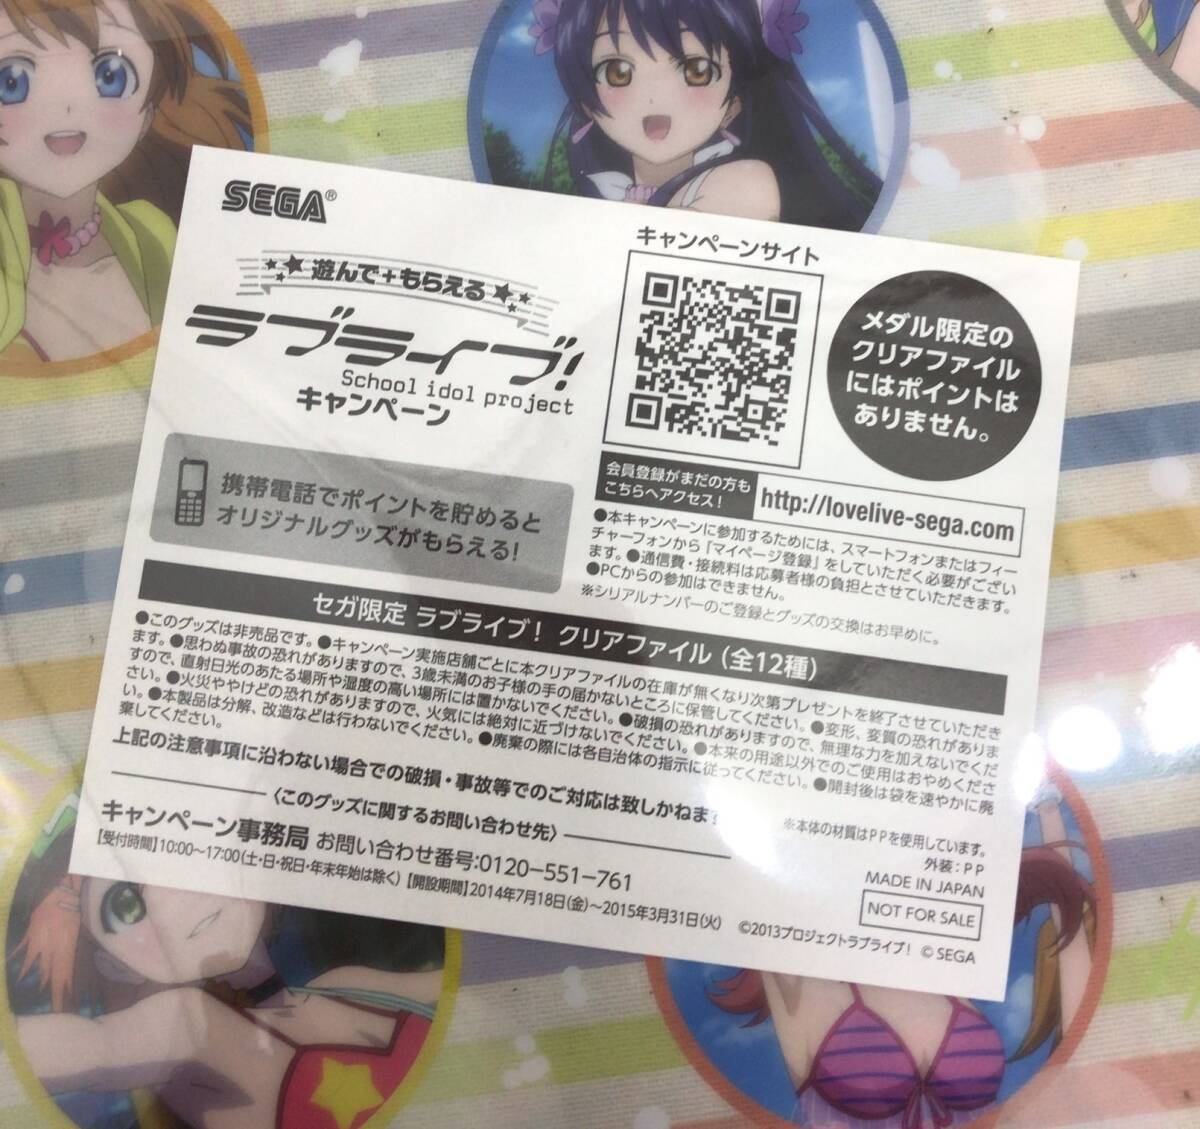 SEGA®
遊んで+もらえる
ラブライブ!
School idol project
キャンペーン
携帯電話でポイントを貯めると
オリジナルグッズがもらえる!
キャンペーンサイト
メダル限定の
クリアファイル
にはポイントは
ありません。
会員登録がまだの方も
こちらへアクセス!
http://lovelive-sega.com
●本キャンペーンに参加するためには、スマートフォンまたはフィー
チャーフォンから「マイページ登録」をしていただく必要がござい
ます。●通信費・接続料は応募者様の負担とさせていただきます。
●PCからの参加はできません。
※シリアルナンバーのご登録とグッズの交換はお早めに。
セガ限定 ラブライブ! クリアファイル(全12種)
●このグッズは非売品です。●キャンペーン実施店舗ごとに本クリアファイルの在庫が無くなり次第プレゼントを終了させていただき
ます。●思わぬ事故の恐れがありますので、3歳未満のお子様の手の届かないところに保管してください。●変形、変質の恐れがありま
すので、直射日光のあたる場所や湿度の高い場所には置かないでください。●破損の恐れがありますので、無理な力を加えないでくだ
さい。●火災ややけどの恐れがありますので、火気には絶対に近づけないでください。●本来の用途以外でのご使用はおやめくださ
い。●本製品は分解、改造などは行わないでください。●廃棄の際には各自治体の指示に従ってください。●開封後は袋を速やかに廃
棄してください。
上記の注意事項に沿わない場合での破損・事故等でのご対応は致しかねます
〈このグッズに関するお問い合わせ先〉
キャンペーン事務局 お問い合わせ番号:0120-551-761
【受付時間】10:00~17:00(土・日・祝日・年末年始は除く)【開設期間】2014年7月18日(金)~2015年3月31日(火)
※本体の材質はPPを使用しています。
外装:PP
MADE IN JAPAN
NOT FOR SALE
©2013プロジェクトラブライブ! © SEGA